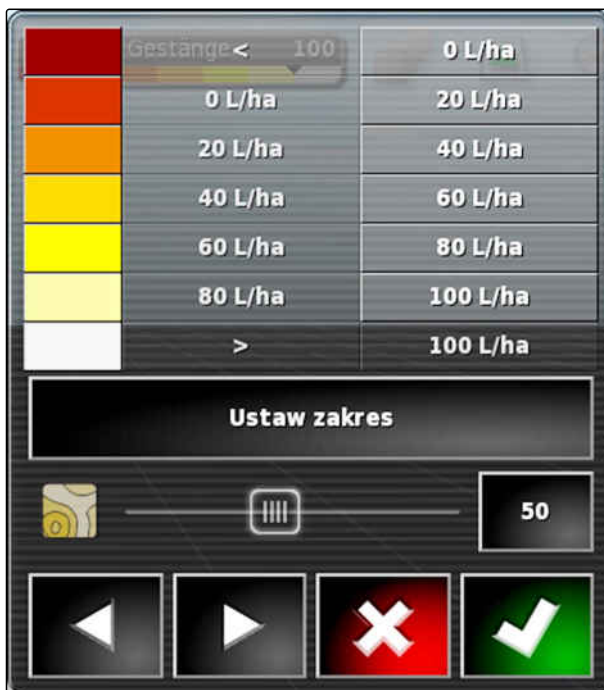 Gestänge < 100 0 L/ha
0 L/ha 20 L/ha
20 L/ha 40 L/ha
40 L/ha 60 L/ha
60 L/ha 80 L/ha
80 L/ha 100 L/ha
> 100 L/ha
Ustaw zakres
50